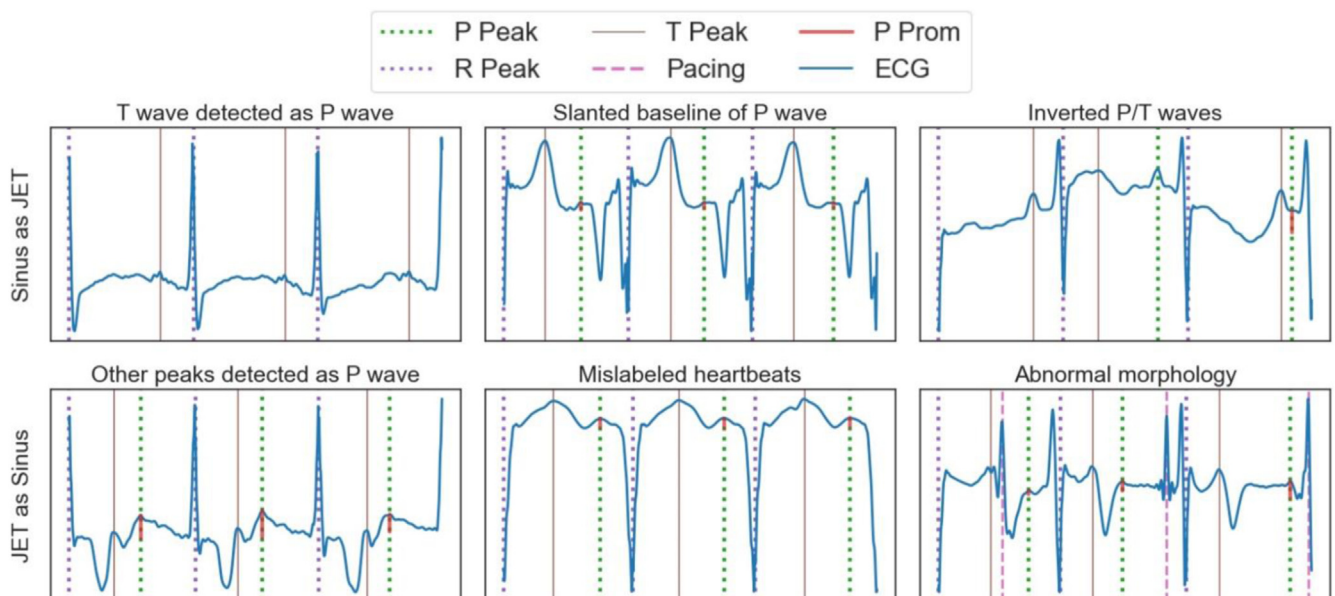 P Peak T Peak P Prom
R Peak Pacing ECG
T wave detected as P wave Slanted baseline of P wave Inverted P/T waves
Sinus as JET
Other peaks detected as P wave Mislabeled heartbeats Abnormal morphology
JET as Sinus